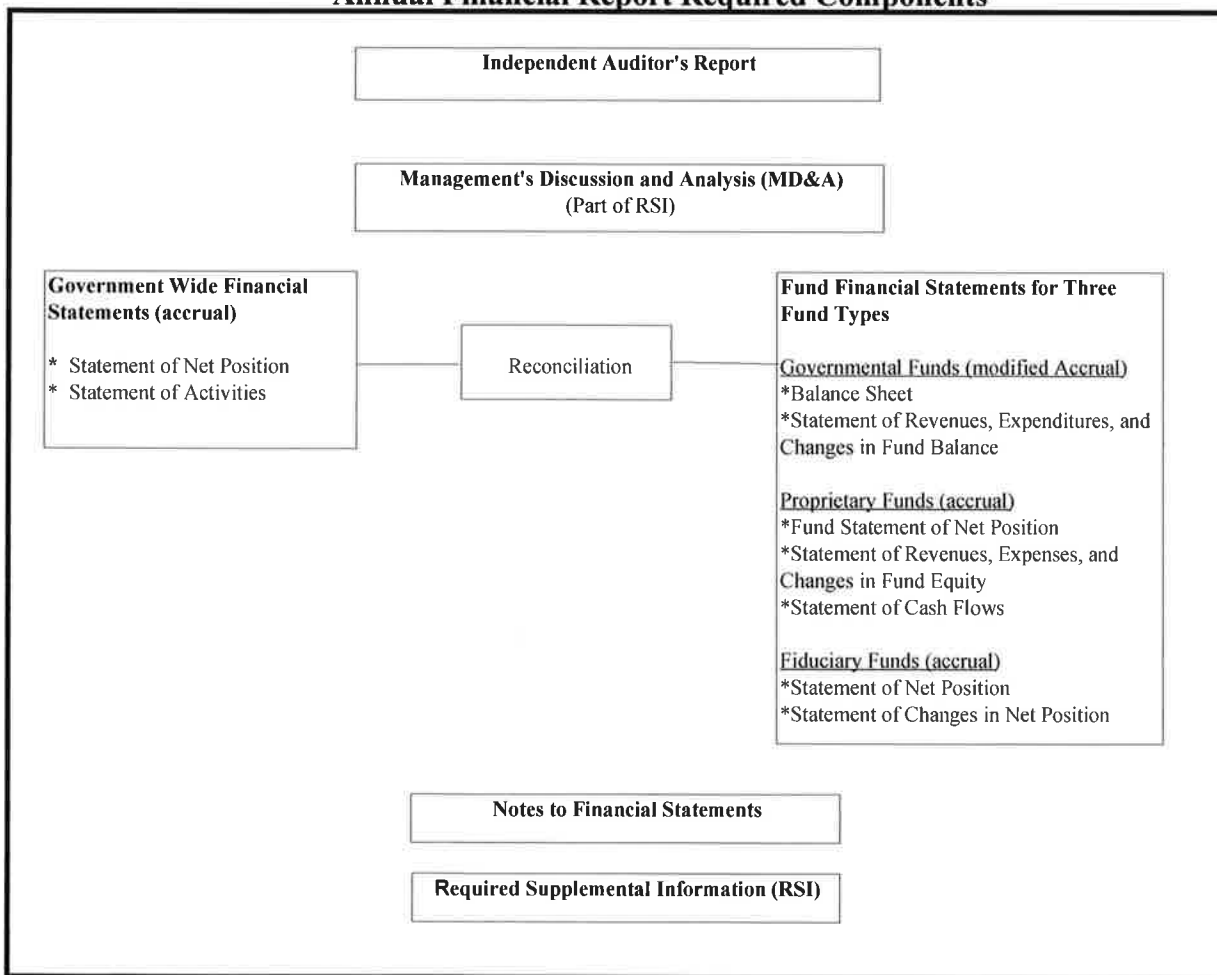 Annual Financial Report Required Components
Independent Auditor's Report
Management's Discussion and Analysis (MD&A)
(Part of RSI)
Government Wide Financial
Statements (accrual)
* Statement of Net Position
* Statement of Activities
Reconciliation
Fund Financial Statements for Three
Fund Types
Governmental Funds (modified Accrual)
*Balance Sheet
*Statement of Revenues, Expenditures, and
Changes in Fund Balance
Proprietary Funds (accrual)
*Fund Statement of Net Position
*Statement of Revenues, Expenses, and
Changes in Fund Equity
*Statement of Cash Flows
Fiduciary Funds (accrual)
*Statement of Net Position
*Statement of Changes in Net Position
Notes to Financial Statements
Required Supplemental Information (RSI)